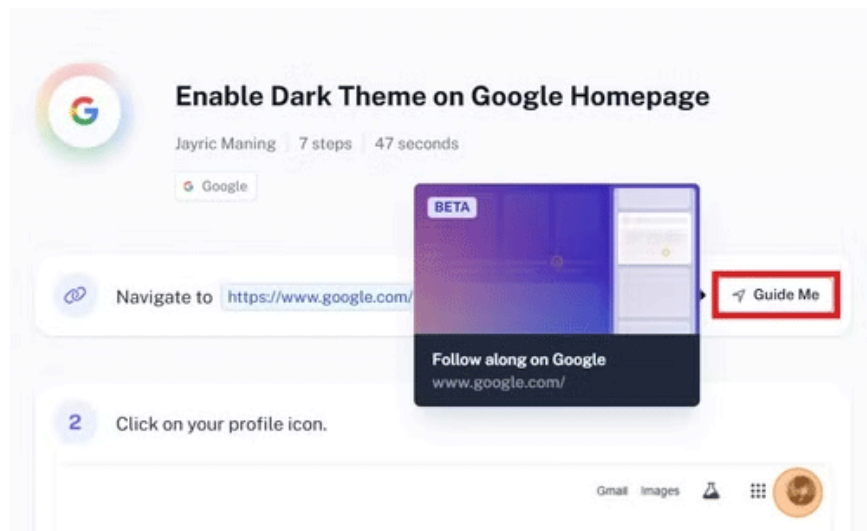 Enable Dark Theme on Google Homepage
Jayric Maning 7 steps 47 seconds
Google
BETA
Navigate to https://www.google.com/
Guide Me
Follow along on Google
www.google.com/
2 Click on your profile icon.
Gmail Images